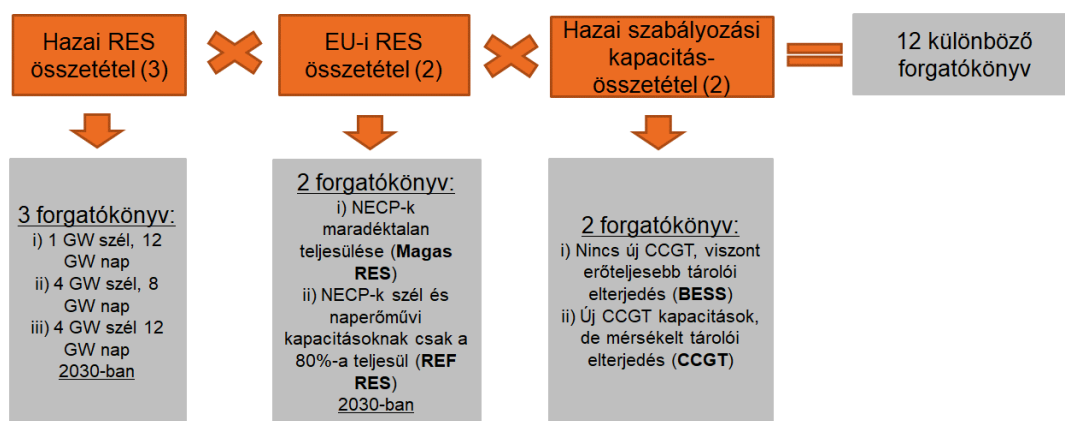 Hazai RES
összetétel (3)
EU-i RES
összetétel (2)
Hazai szabályozási
kapacitás-
összetétel (2)
12 különböző
forgatókönyv
3 forgatókönyv:
i) 1 GW szél, 12
GW nap
ii) 4 GW szél, 8
GW nap
iii) 4 GW szél 12
GW nap
2030-ban
2 forgatókönyv:
i) NECP-k
maradéktalan
teljesülése (Magas
RES)
ii) NECP-k szél és
naperőművi
kapacitásoknak csak a
80%-a teljesül (REF
RES)
2030-ban
2 forgatókönyv:
i) Nincs új CCGT, viszont
erőteljesebb tárolói
elterjedés (BESS)
ii) Új CCGT kapacitások,
de mérsékelt tárolói
elterjedés (CCGT)